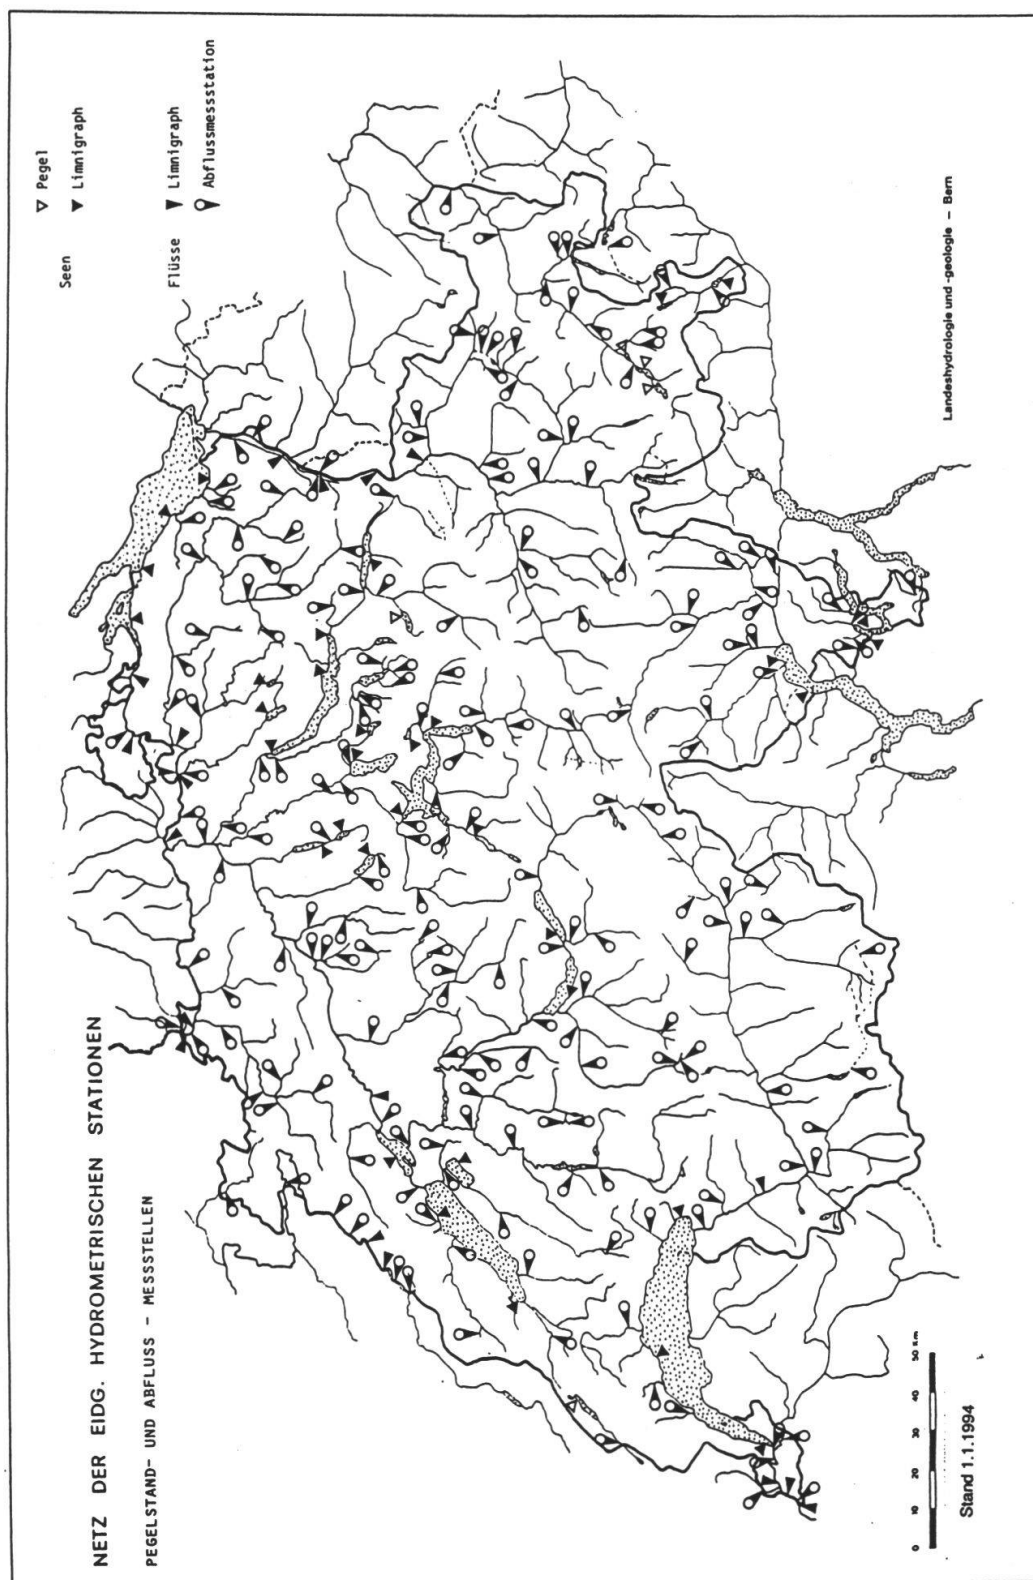 NETZ DER EIDG. HYDROMETRISCHEN STATIONEN
PEGELSTAND- UND ABFLUSS - MESSSTELLEN
Seen
Pegel
Limnigraph
Flüsse
Limnigraph
Abflussmessstation
0 10 20 30 40 50 km
Stand 1.1.1994
Landeshydrologie und -geologie – Bern